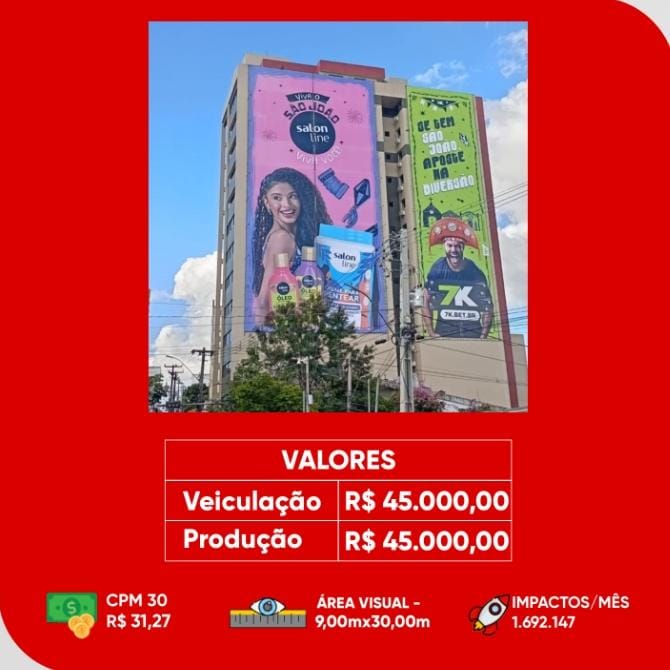 VIVA O
SÃO JOÃO
salon
line
VIVA VOCÊ!
SE TEM
SÃO
JOÃO
APOSTE
NA
DIVERSÃO
salon
line
ÓLEO
ÓLEO
7K
7K.BET.BR
VALORES
Veiculação R$ 45.000,00
Produção R$ 45.000,00
CPM 30
R$ 31,27
ÁREA VISUAL -
9,00mx30,00m
IMPACTOS/MÊS
1.692.147